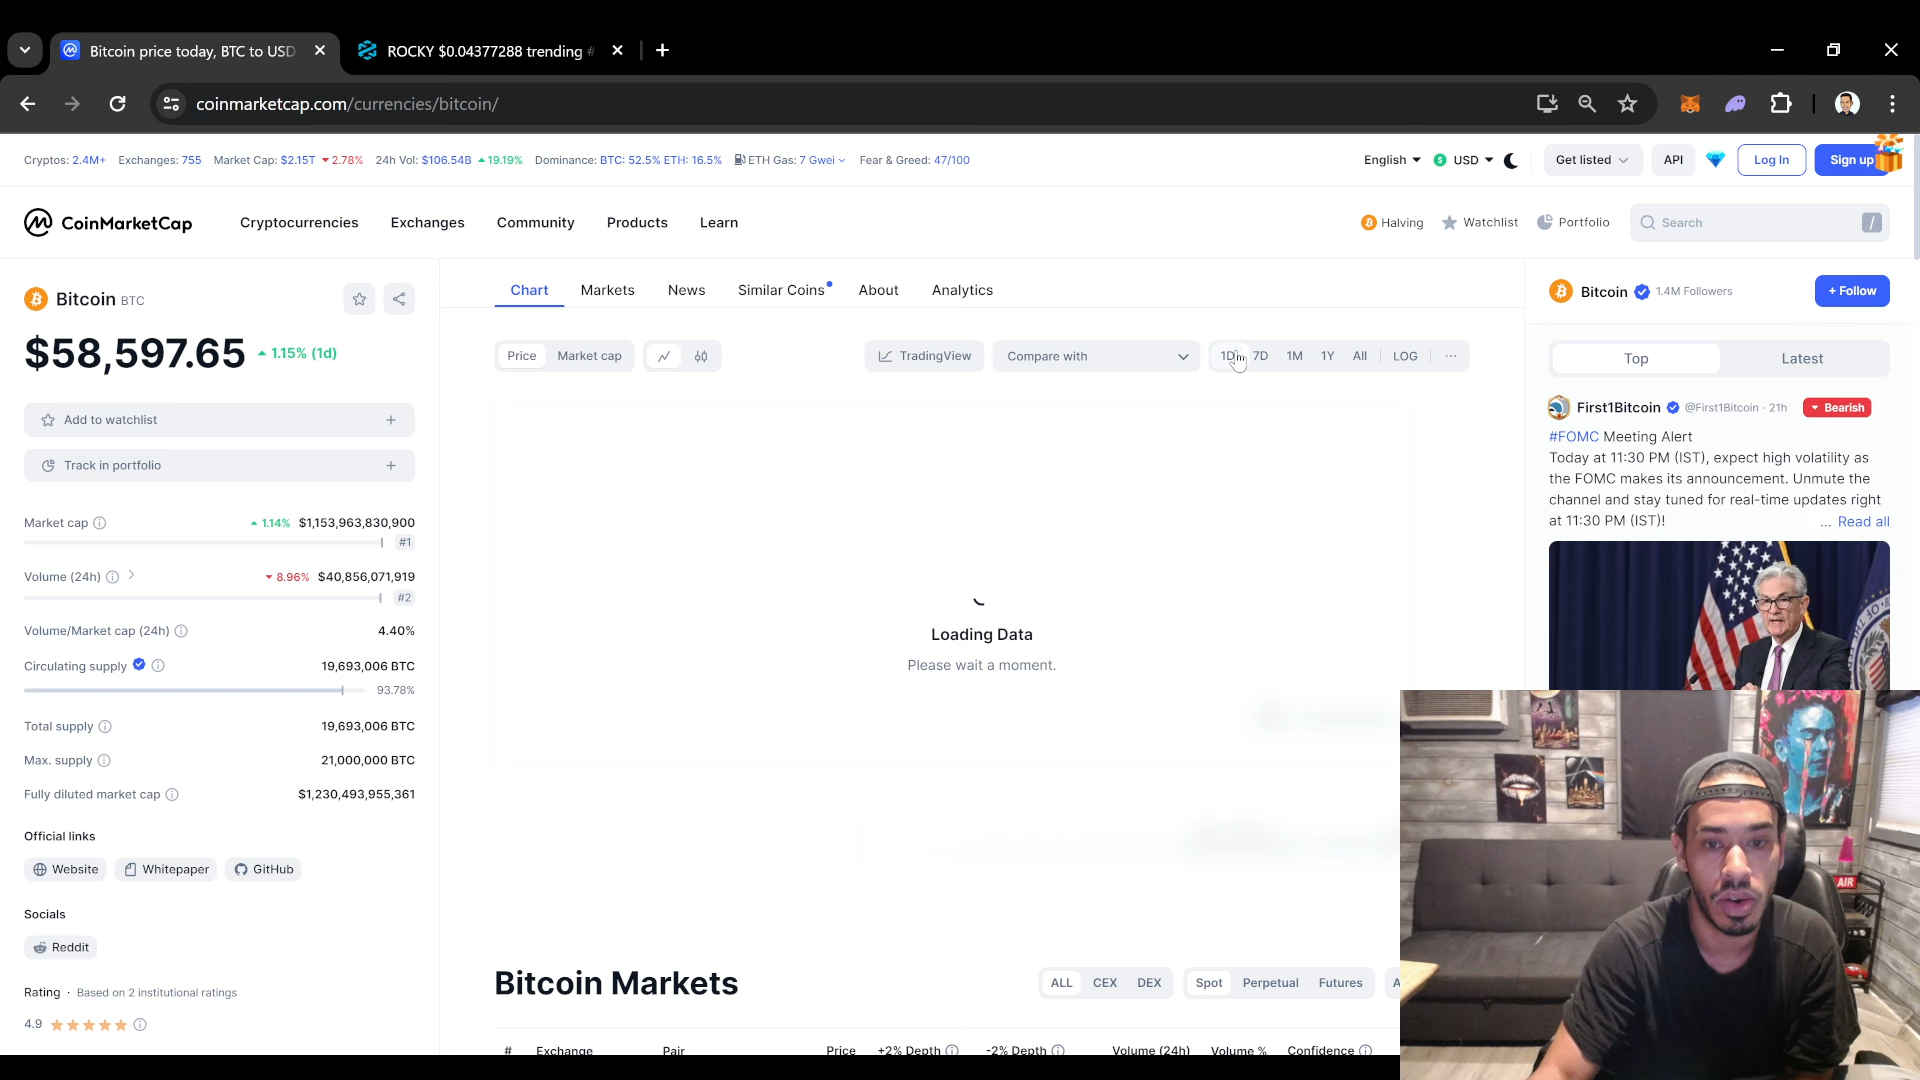 Bitcoin price today, BTC to USD
ROCKY $0.04377288 trending #
coinmarketcap.com/currencies/bitcoin/
Cryptos: 2.4M+ Exchanges: 755 Market Cap: $2.15T 2.78% 24h Vol: $106.54B 19.19% Dominance: BTC: 52.5% ETH: 16.5% ETH Gas: 7 Gwei Fear & Greed: 47/100
English USD Get listed API Log In Sign up
CoinMarketCap Cryptocurrencies Exchanges Community Products Learn
Halving Watchlist Portfolio Search /
Bitcoin BTC
$58,597.65 1.15% (1d)
Add to watchlist +
Track in portfolio +
Market cap 1.14% $1,153,963,830,900
#1
Volume (24h) 8.96% $40,856,071,919
#2
Volume/Market cap (24h) 4.40%
Circulating supply 19,693,006 BTC
93.78%
Total supply 19,693,006 BTC
Max. supply 21,000,000 BTC
Fully diluted market cap $1,230,493,955,361
Official links
Website Whitepaper GitHub
Socials
Reddit
Rating · Based on 2 institutional ratings
4.9
Chart Markets News Similar Coins About Analytics
Price Market cap TradingView Compare with 1D 7D 1M 1Y All LOG ...
Loading Data
Please wait a moment.
Bitcoin Markets
ALL CEX DEX Spot Perpetual Futures
# Exchange Pair Price +2% Depth -2% Depth Volume (24h) Volume % Confidence
Bitcoin 1.4M Followers + Follow
Top Latest
First1Bitcoin @First1Bitcoin · 21h Bearish
#FOMC Meeting Alert
Today at 11:30 PM (IST), expect high volatility as
the FOMC makes its announcement. Unmute the
channel and stay tuned for real-time updates right
at 11:30 PM (IST)! ... Read all
AIR